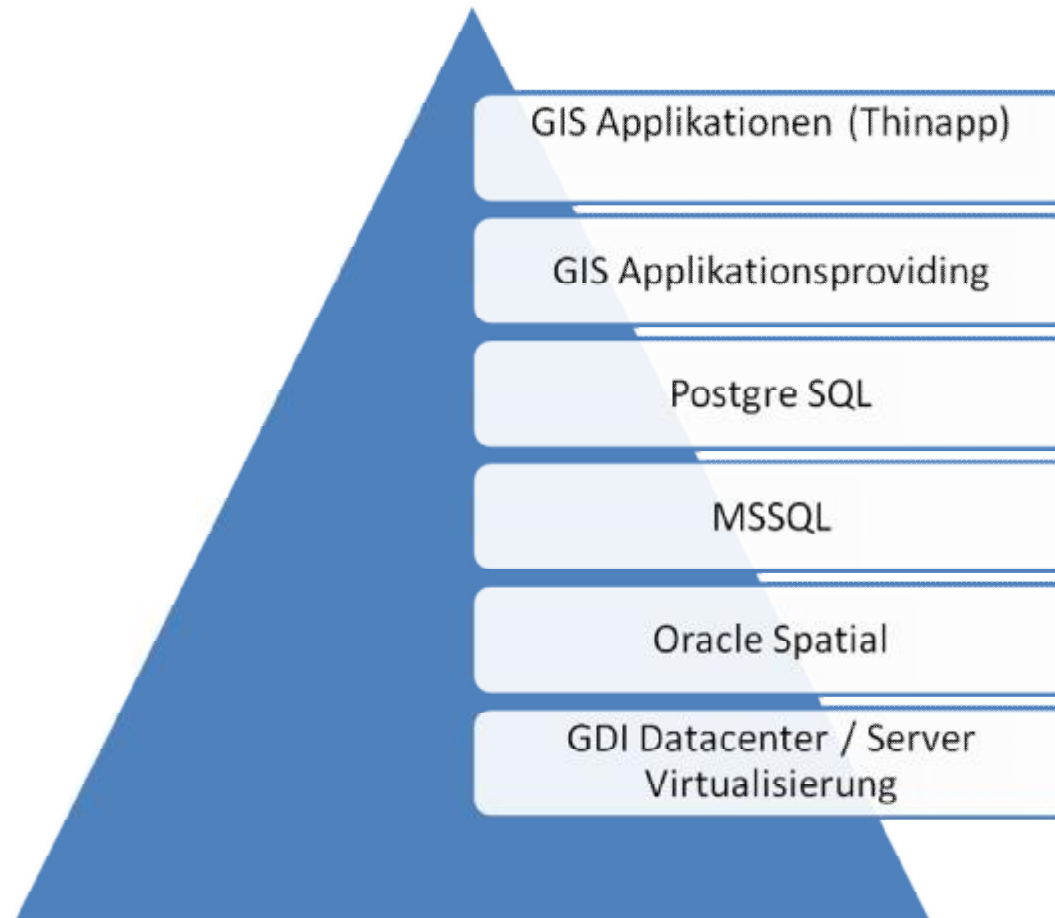 GIS Applikationen (Thinapp)
GIS Applikationsproviding
Postgre SQL
MSSQL
Oracle Spatial
GDI Datacenter / Server
Virtualisierung